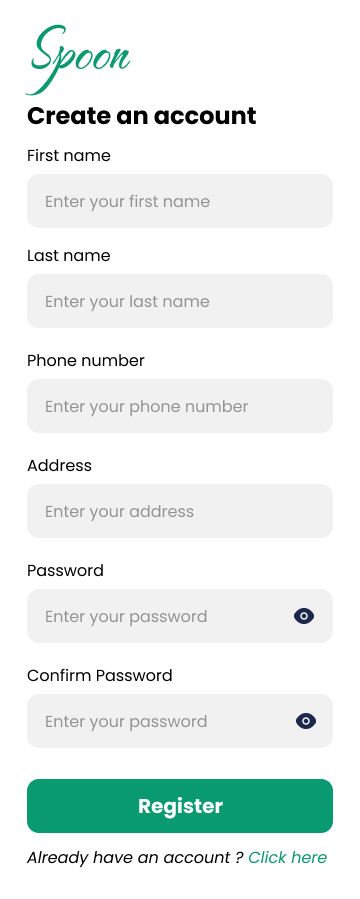 Spoon
Create an account
First name
Enter your first name
Last name
Enter your last name
Phone number
Enter your phone number
Address
Enter your address
Password
Enter your password
Confirm Password
Enter your password
Register
Already have an account ? Click here